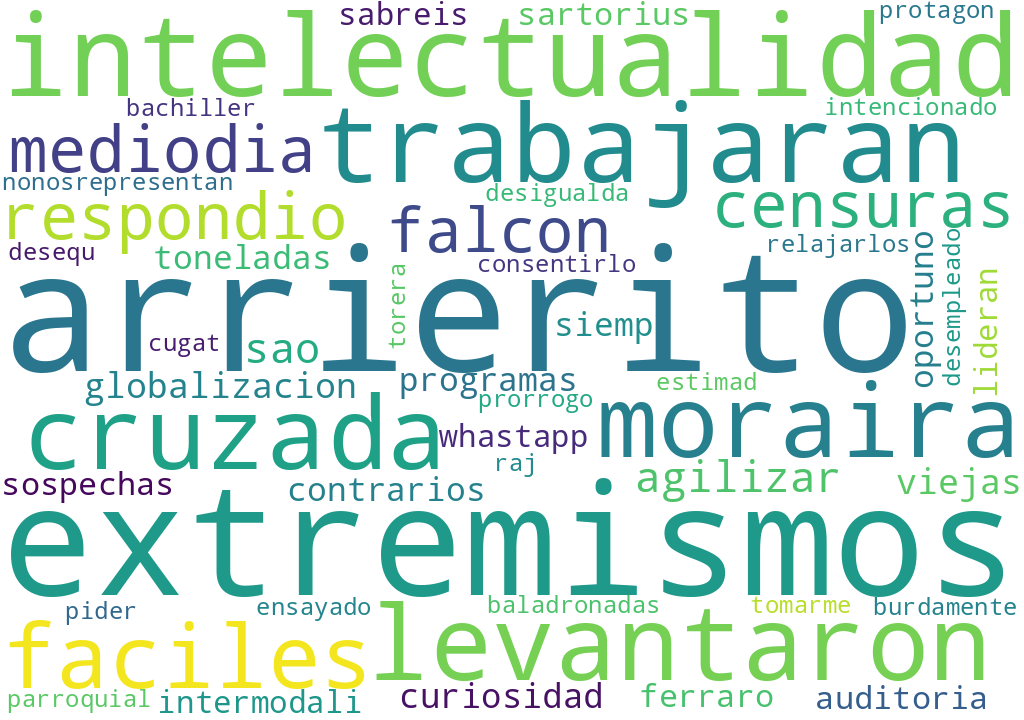 sabreis sartorius protagon
intelectualidad
bachiller intencionado
mediodia trabajaran
nonosrepresentan desigualda
respondio falcon censuras
desequ toneladas consentirlo relajarlos
arrierito
torera oportuno desempleado lideran
cugat sao siemp
globalizacion programas estimad
prorrogo
cruzada whastapp moraira
raj
sospechas contrarios agilizar viejas
extremismos
pider ensayado baladronadas tomarme burdamente
faciles levantaron
parroquial intermodali curiosidad ferraro auditoria